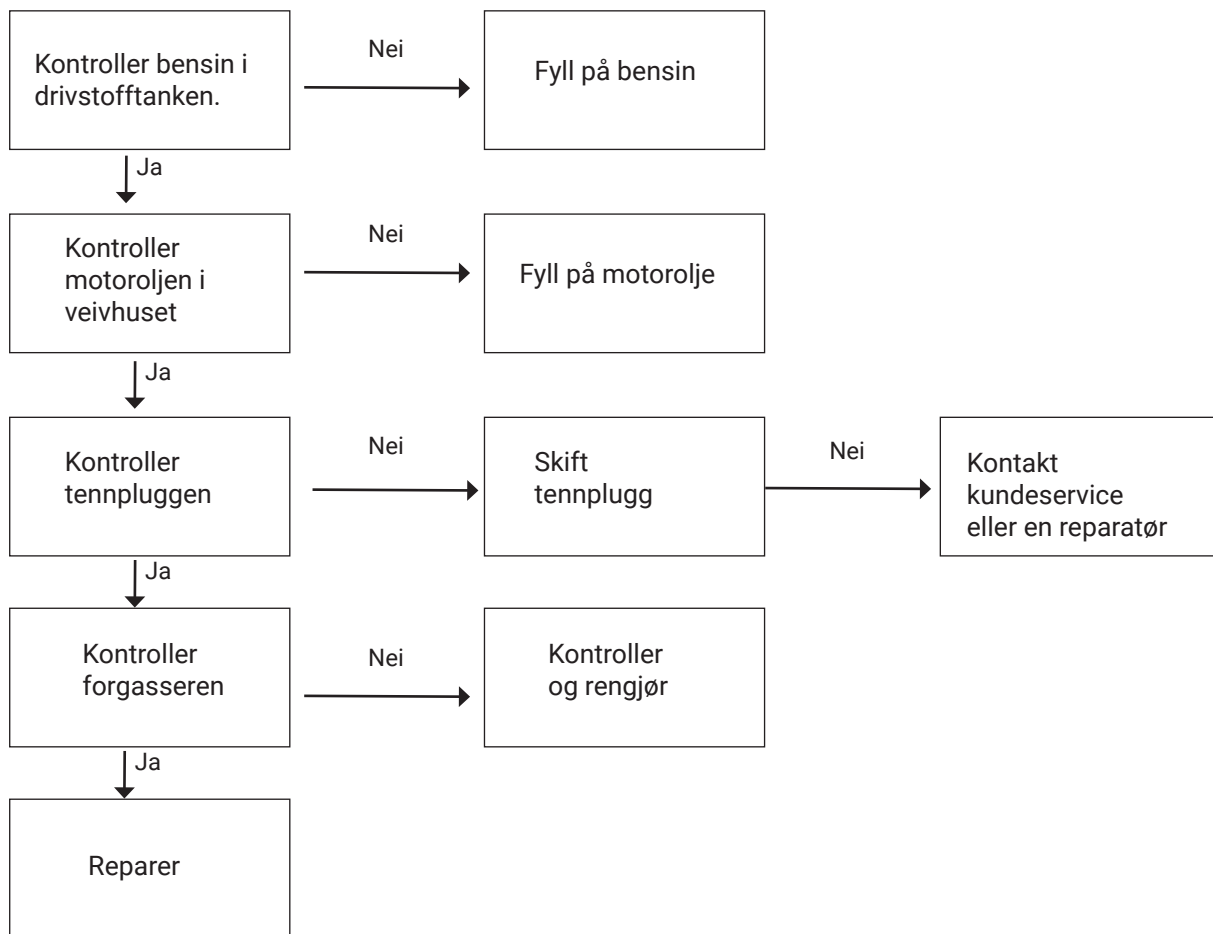 Kontroller bensin i
drivstofftanken.
Nei
Fyll på bensin
Ja
Kontroller
motoroljen i
veivhuset
Nei
Fyll på motorolje
Ja
Kontroller
tennpluggen
Nei
Skift
tennplugg
Nei
Kontakt
kundeservice
eller en reparatør
Ja
Kontroller
forgasseren
Nei
Kontroller
og rengjør
Ja
Reparer